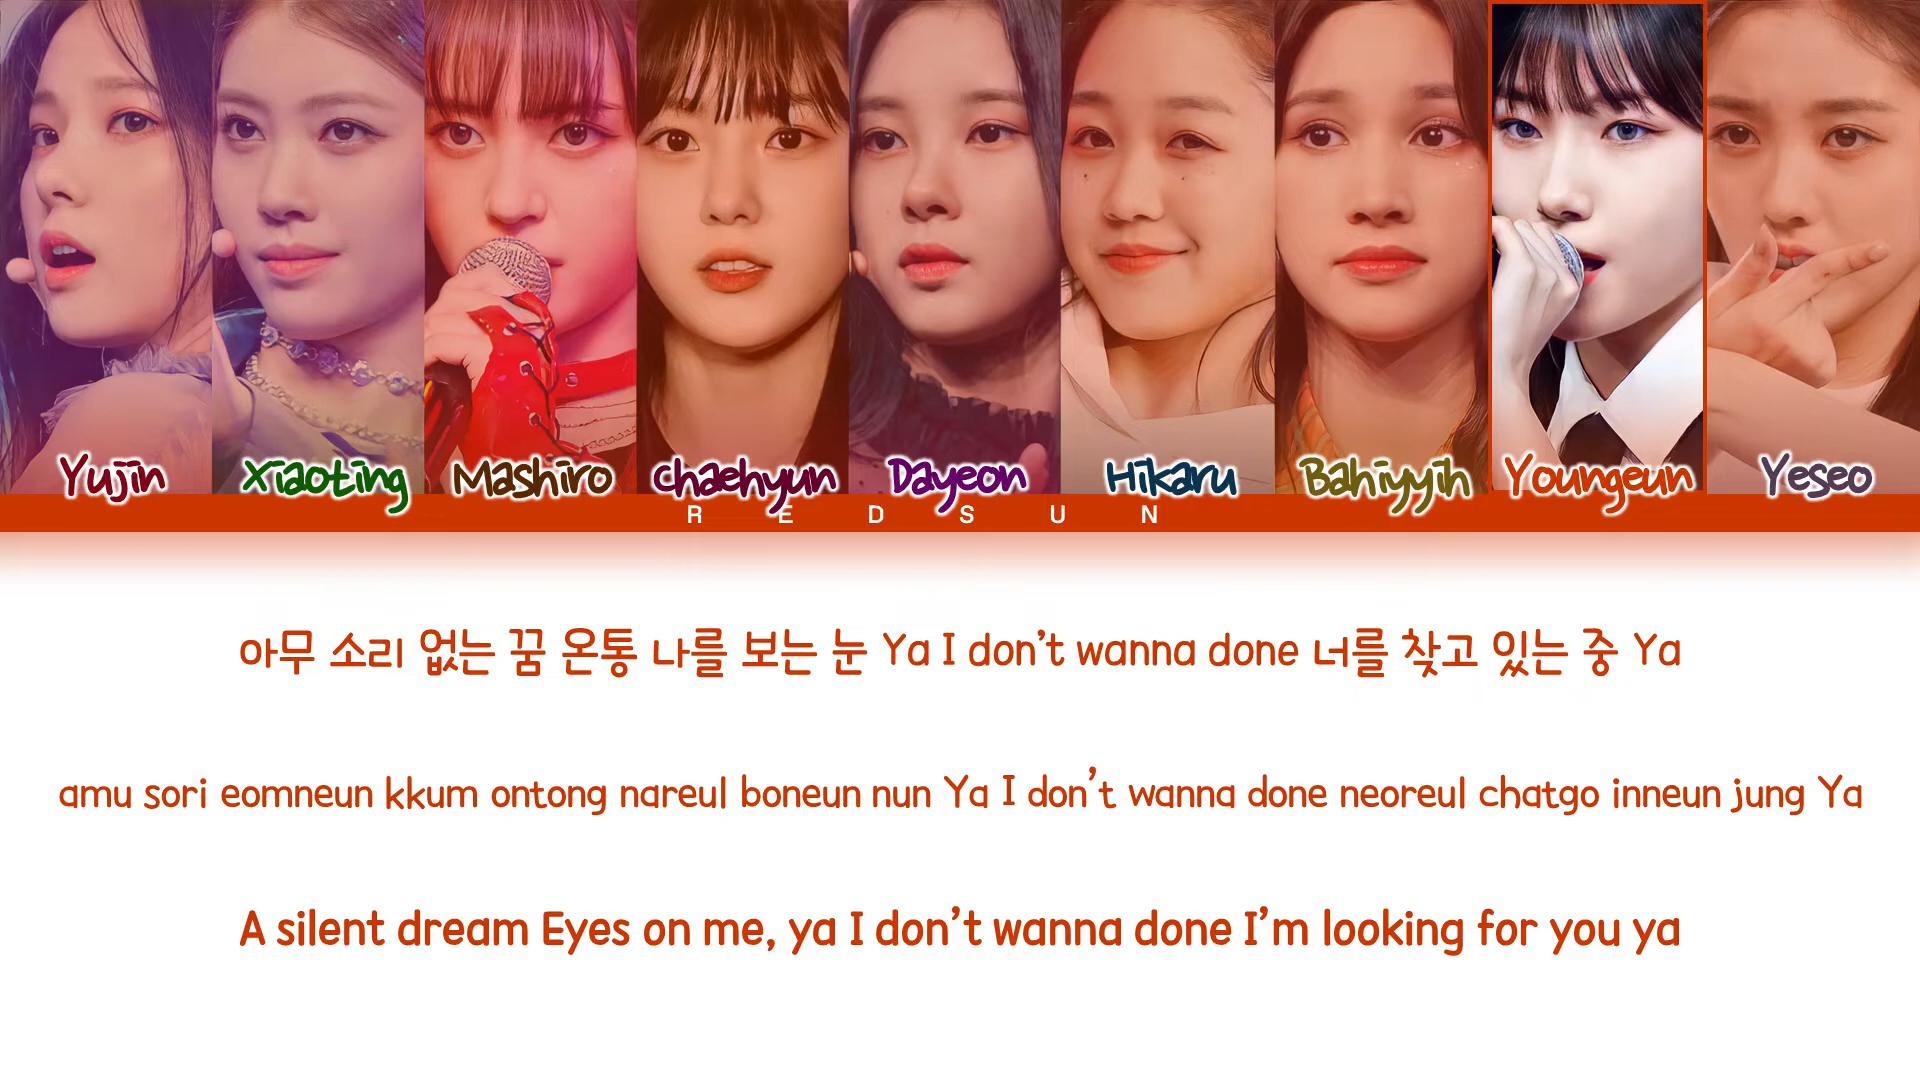 Yujin Xiaoting Mashiro Chaehyun Dayeon Hikaru Bahiyyih Youngeun Yeseo
REDSUN
아무 소리 없는 꿈 온통 나를 보는 눈 Ya I don't wanna done 너를 찾고 있는 중 Ya
amu sori eomneun kkum ontong nareul boneun nun Ya I don't wanna done neoreul chatgo inneun jung Ya
A silent dream Eyes on me, ya I don't wanna done I'm looking for you ya